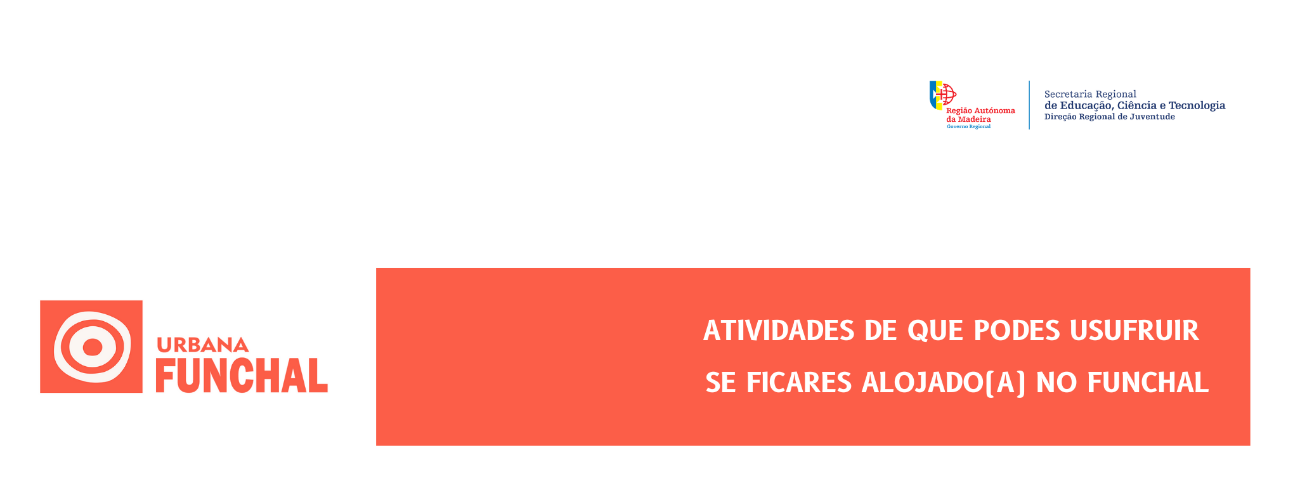 Região Autónoma
da Madeira
Governo Regional
Secretaria Regional
de Educação, Ciência e Tecnologia
Direção Regional de Juventude
URBANA
FUNCHAL
ATIVIDADES DE QUE PODES USUFRUIR
SE FICARES ALOJADO(A) NO FUNCHAL